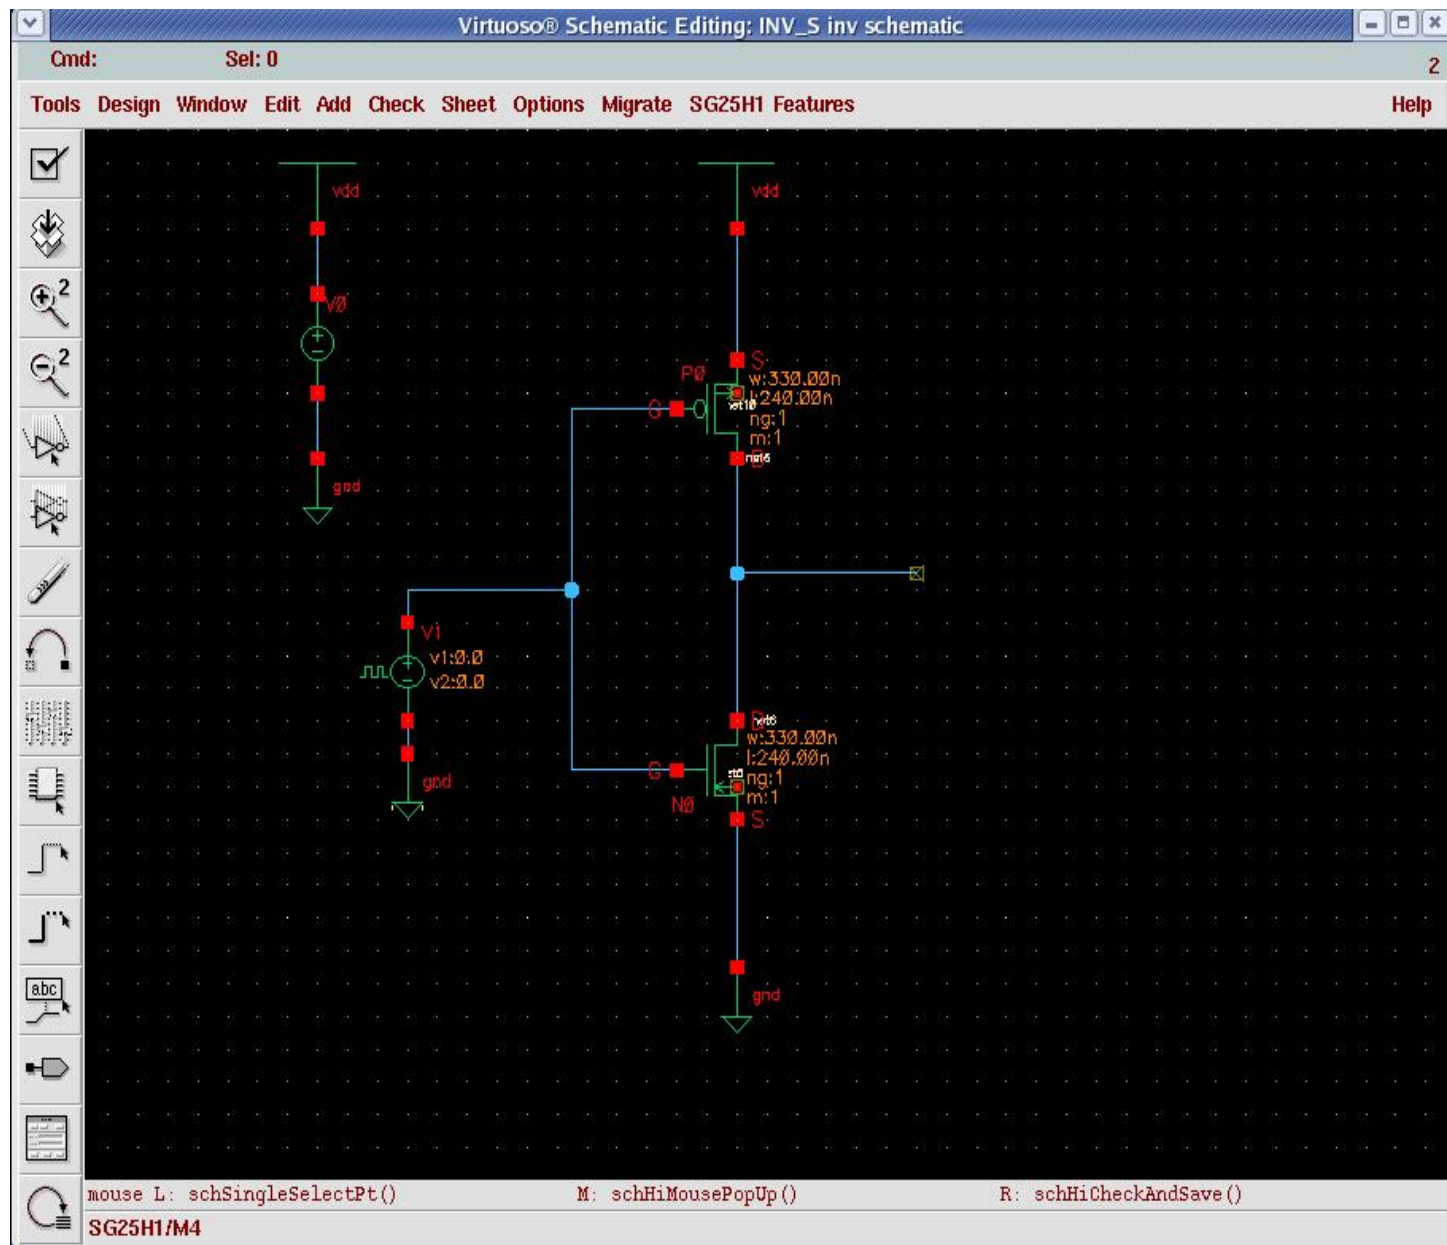 Virtuoso® Schematic Editing: INV_S inv schematic
Cmd: Sel: 0
2
Tools Design Window Edit Add Check Sheet Options Migrate SG25H1 Features Help
2
2
abc
vdd
V0
gnd
vdd
S
P0
w:330.00n
l:240.00n
G
net10
ng:1
m:1
V1
v1:0.0
v2:0.0
gnd
D
w:330.00n
l:240.00n
G
ng:1
N0
m:1
S
gnd
mouse L: schSingleSelectPt() M: schHiMousePopUp() R: schHiCheckAndSave()
SG25H1/M4